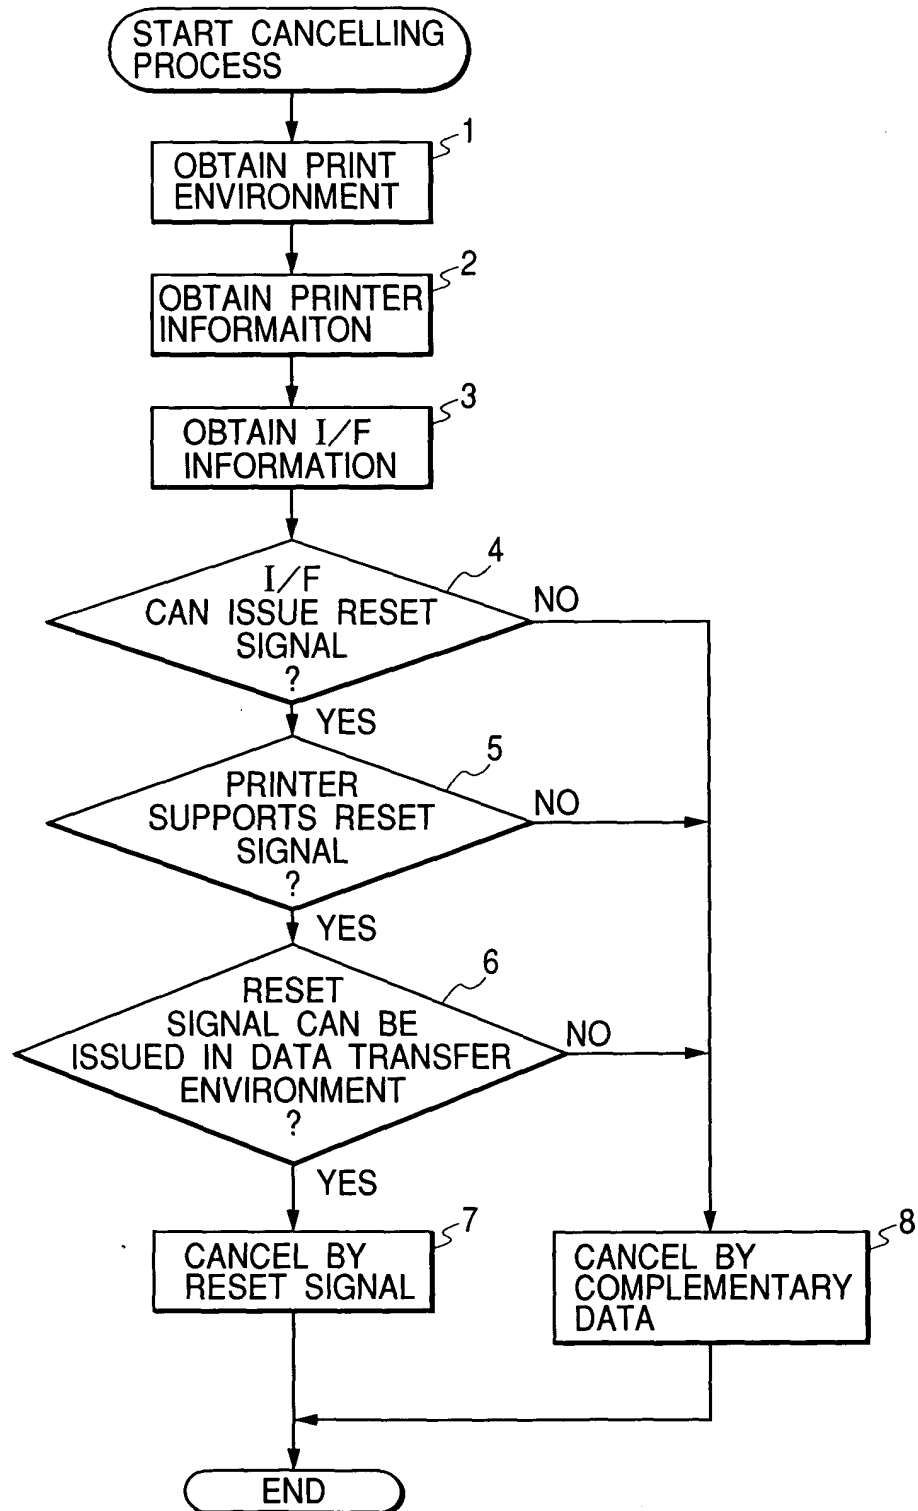 START CANCELLING
PROCESS
1
OBTAIN PRINT
ENVIRONMENT
2
OBTAIN PRINTER
INFORMAITON
3
OBTAIN I/F
INFORMATION
4
I/F
CAN ISSUE RESET
SIGNAL
?
NO
YES
5
PRINTER
SUPPORTS RESET
SIGNAL
?
NO
YES
6
RESET
SIGNAL CAN BE
ISSUED IN DATA TRANSFER
ENVIRONMENT
?
NO
YES
7
CANCEL BY
RESET SIGNAL
8
CANCEL BY
COMPLEMENTARY
DATA
END